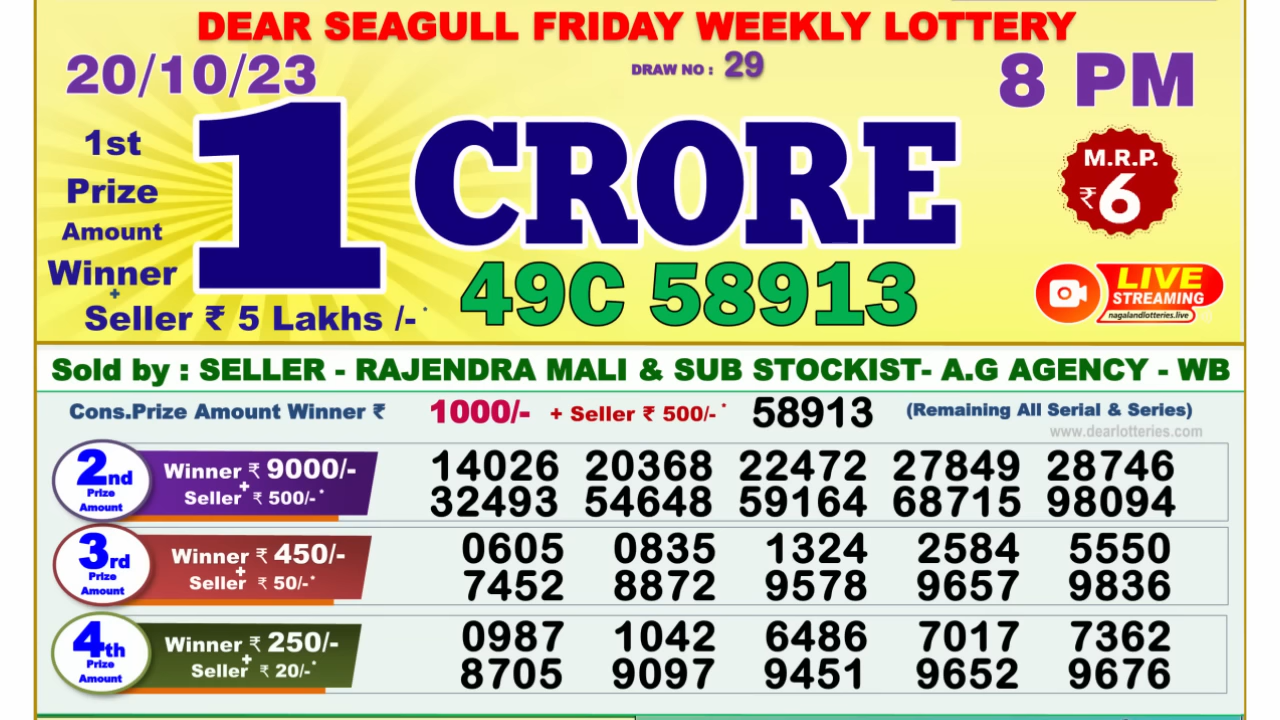 DEAR SEAGULL FRIDAY WEEKLY LOTTERY
20/10/23
DRAW NO : 29
8 PM
1st
Prize
Amount
Winner
+
Seller ₹ 5 Lakhs /-*
1 CRORE
49C 58913
M.R.P.
₹6
LIVE
STREAMING
nagalandlotteries.live
Sold by : SELLER - RAJENDRA MALI & SUB STOCKIST- A.G AGENCY - WB
Cons.Prize Amount Winner ₹ 1000/- + Seller ₹ 500/-* 58913 (Remaining All Serial & Series)
www.dearlotteries.com
2nd
Prize
Amount
Winner ₹ 9000/-
+
Seller ₹ 500/-*
14026 20368 22472 27849 28746
32493 54648 59164 68715 98094
3rd
Prize
Amount
Winner ₹ 450/-
+
Seller ₹ 50/-*
0605 0835 1324 2584 5550
7452 8872 9578 9657 9836
4th
Prize
Amount
Winner ₹ 250/-
+
Seller ₹ 20/-*
0987 1042 6486 7017 7362
8705 9097 9451 9652 9676